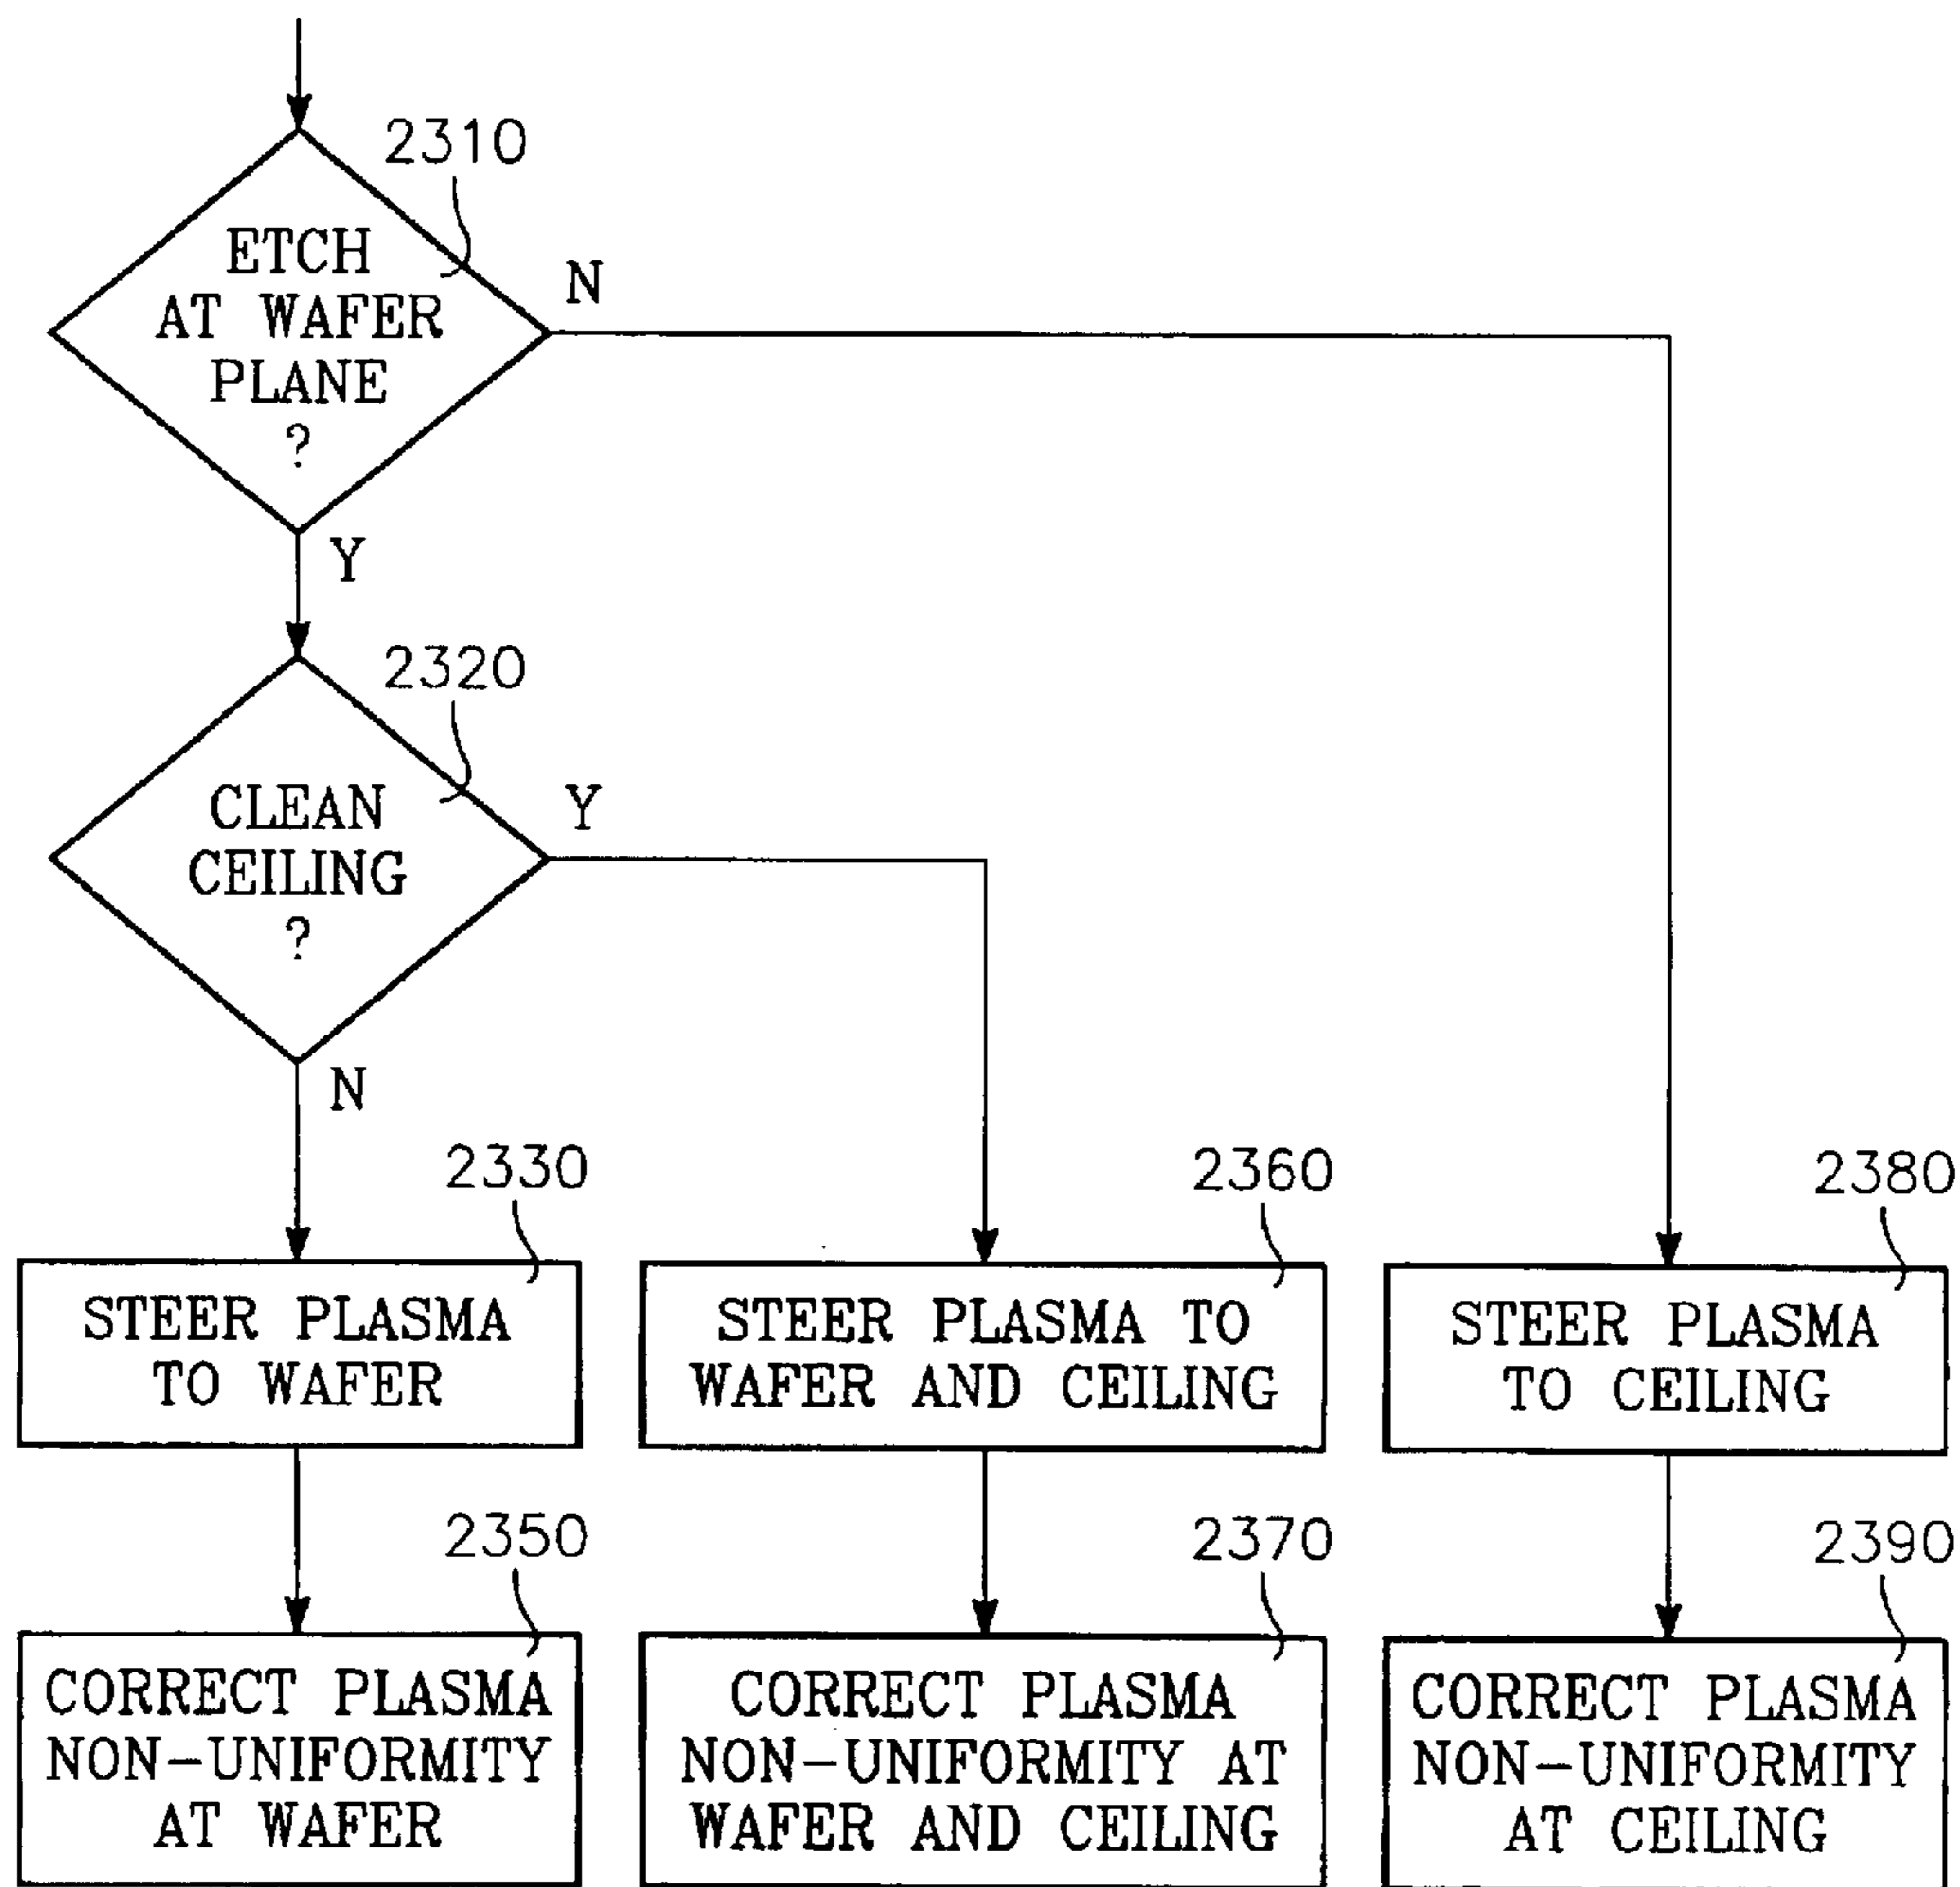 2310
ETCH
AT WAFER
PLANE
?
N
Y
2320
CLEAN
CEILING
?
Y
N
2330
STEER PLASMA
TO WAFER
2360
STEER PLASMA TO
WAFER AND CEILING
2380
STEER PLASMA
TO CEILING
2350
CORRECT PLASMA
NON-UNIFORMITY
AT WAFER
2370
CORRECT PLASMA
NON-UNIFORMITY AT
WAFER AND CEILING
2390
CORRECT PLASMA
NON-UNIFORMITY
AT CEILING